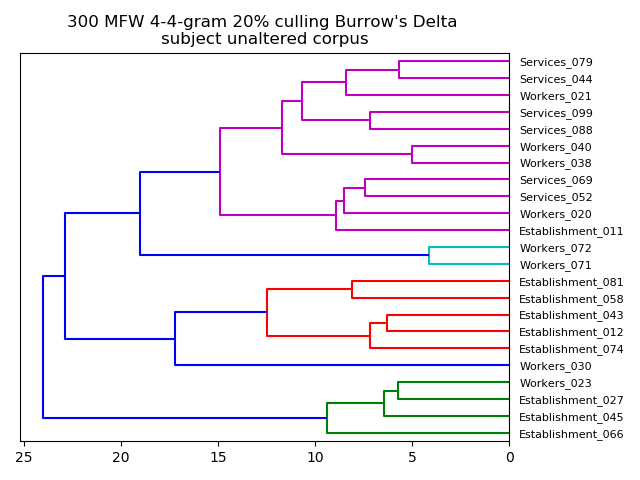 300 MFW 4-4-gram 20% culling Burrow's Delta
subject unaltered corpus
Services_079
Services_044
Workers_021
Services_099
Services_088
Workers_040
Workers_038
Services_069
Services_052
Workers_020
Establishment_011
Workers_072
Workers_071
Establishment_081
Establishment_058
Establishment_043
Establishment_012
Establishment_074
Workers_030
Workers_023
Establishment_027
Establishment_045
Establishment_066
25 20 15 10 5 0